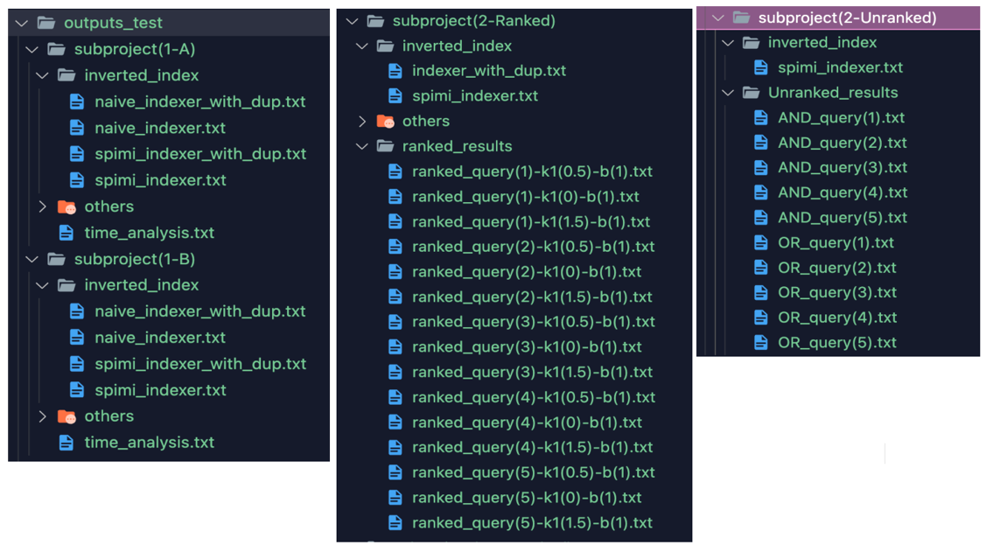 outputs_test
subproject(1-A)
inverted_index
naive_indexer_with_dup.txt
naive_indexer.txt
spimi_indexer_with_dup.txt
spimi_indexer.txt
others
time_analysis.txt
subproject(1-B)
inverted_index
naive_indexer_with_dup.txt
naive_indexer.txt
spimi_indexer_with_dup.txt
spimi_indexer.txt
others
time_analysis.txt
subproject(2-Ranked)
inverted_index
indexer_with_dup.txt
spimi_indexer.txt
others
ranked_results
ranked_query(1)-k1(0.5)-b(1).txt
ranked_query(1)-k1(0)-b(1).txt
ranked_query(1)-k1(1.5)-b(1).txt
ranked_query(2)-k1(0.5)-b(1).txt
ranked_query(2)-k1(0)-b(1).txt
ranked_query(2)-k1(1.5)-b(1).txt
ranked_query(3)-k1(0.5)-b(1).txt
ranked_query(3)-k1(0)-b(1).txt
ranked_query(3)-k1(1.5)-b(1).txt
ranked_query(4)-k1(0.5)-b(1).txt
ranked_query(4)-k1(0)-b(1).txt
ranked_query(4)-k1(1.5)-b(1).txt
ranked_query(5)-k1(0.5)-b(1).txt
ranked_query(5)-k1(0)-b(1).txt
ranked_query(5)-k1(1.5)-b(1).txt
subproject(2-Unranked)
inverted_index
spimi_indexer.txt
Unranked_results
AND_query(1).txt
AND_query(2).txt
AND_query(3).txt
AND_query(4).txt
AND_query(5).txt
OR_query(1).txt
OR_query(2).txt
OR_query(3).txt
OR_query(4).txt
OR_query(5).txt